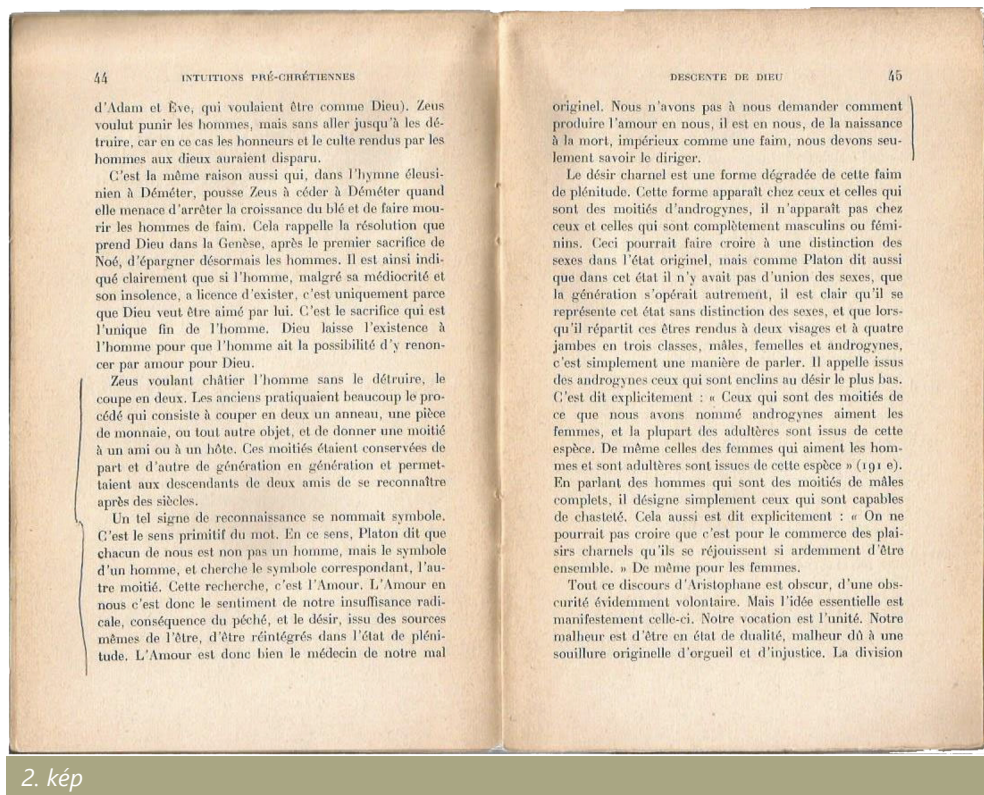 44
INTUITIONS PRÉ-CHRÉTIENNES
d'Adam et Ève, qui voulaient être comme Dieu). Zeus
voulut punir les hommes, mais sans aller jusqu'à les dé-
truire, car en ce cas les honneurs et le culte rendus par les
hommes aux dieux auraient disparu.
C'est la même raison aussi qui, dans l'hymne éleusi-
nien à Déméter, pousse Zeus à céder à Déméter quand
elle menace d'arrêter la croissance du blé et de faire mou-
rir les hommes de faim. Cela rappelle la résolution que
prend Dieu dans la Genèse, après le premier sacrifice de
Noé, d'épargner désormais les hommes. Il est ainsi indi-
qué clairement que si l'homme, malgré sa médiocrité et
son insolence, a licence d'exister, c'est uniquement parce
que Dieu veut être aimé par lui. C'est le sacrifice qui est
l'unique fin de l'homme. Dieu laisse l'existence à
l'homme pour que l'homme ait la possibilité d'y renon-
cer par amour pour Dieu.
Zeus voulant châtier l'homme sans le détruire, le
coupe en deux. Les anciens pratiquaient beaucoup le pro-
cédé qui consiste à couper en deux un anneau, une pièce
de monnaie, ou tout autre objet, et de donner une moitié
à un ami ou à un hôte. Ces moitiés étaient conservées de
part et d'autre de génération en génération et permet-
taient aux descendants de deux amis de se reconnaître
après des siècles.
Un tel signe de reconnaissance se nommait symbole.
C'est le sens primitif du mot. En ce sens, Platon dit que
chacun de nous est non pas un homme, mais le symbole
d'un homme, et cherche le symbole correspondant, l'au-
tre moitié. Cette recherche, c'est l'Amour. L'Amour en
nous c'est donc le sentiment de notre insuffisance radi-
cale, conséquence du péché, et le désir, issu des sources
mêmes de l'être, d'être réintégrés dans l'état de pléni-
tude. L'Amour est donc bien le médecin de notre mal
DESCENTE DE DIEU
45
originel. Nous n'avons pas à nous demander comment
produire l'amour en nous, il est en nous, de la naissance
à la mort, impérieux comme une faim, nous devons seu-
lement savoir le diriger.
Le désir charnel est une forme dégradée de cette faim
de plénitude. Cette forme apparaît chez ceux et celles qui
sont des moitiés d'androgynes, il n'apparaît pas chez
ceux et celles qui sont complètement masculins ou fémi-
nins. Ceci pourrait faire croire à une distinction des
sexes dans l'état originel, mais comme Platon dit aussi
que dans cet état il n'y avait pas d'union des sexes, que
la génération s'opérait autrement, il est clair qu'il se
représente cet état sans distinction des sexes, et que lors-
qu'il répartit ces êtres rendus à deux visages et à quatre
jambes en trois classes, mâles, femelles et androgynes,
c'est simplement une manière de parler. Il appelle issus
des androgynes ceux qui sont enclins au désir le plus bas.
C'est dit explicitement : « Ceux qui sont des moitiés de
ce que nous avons nommé androgynes aiment les
femmes, et la plupart des adultères sont issus de cette
espèce. De même celles des femmes qui aiment les hom-
mes et sont adultères sont issues de cette espèce » (191 e).
En parlant des hommes qui sont des moitiés de mâles
complets, il désigne simplement ceux qui sont capables
de chasteté. Cela aussi est dit explicitement : « On ne
pourrait pas croire que c'est pour le commerce des plai-
sirs charnels qu'ils se réjouissent si ardemment d'être
ensemble. » De même pour les femmes.
Tout ce discours d'Aristophane est obscur, d'une obs-
curité évidemment volontaire. Mais l'idée essentielle est
manifestement celle-ci. Notre vocation est l'unité. Notre
malheur est d'être en état de dualité, malheur dû à une
souillure originelle d'orgueil et d'injustice. La division
2. kép